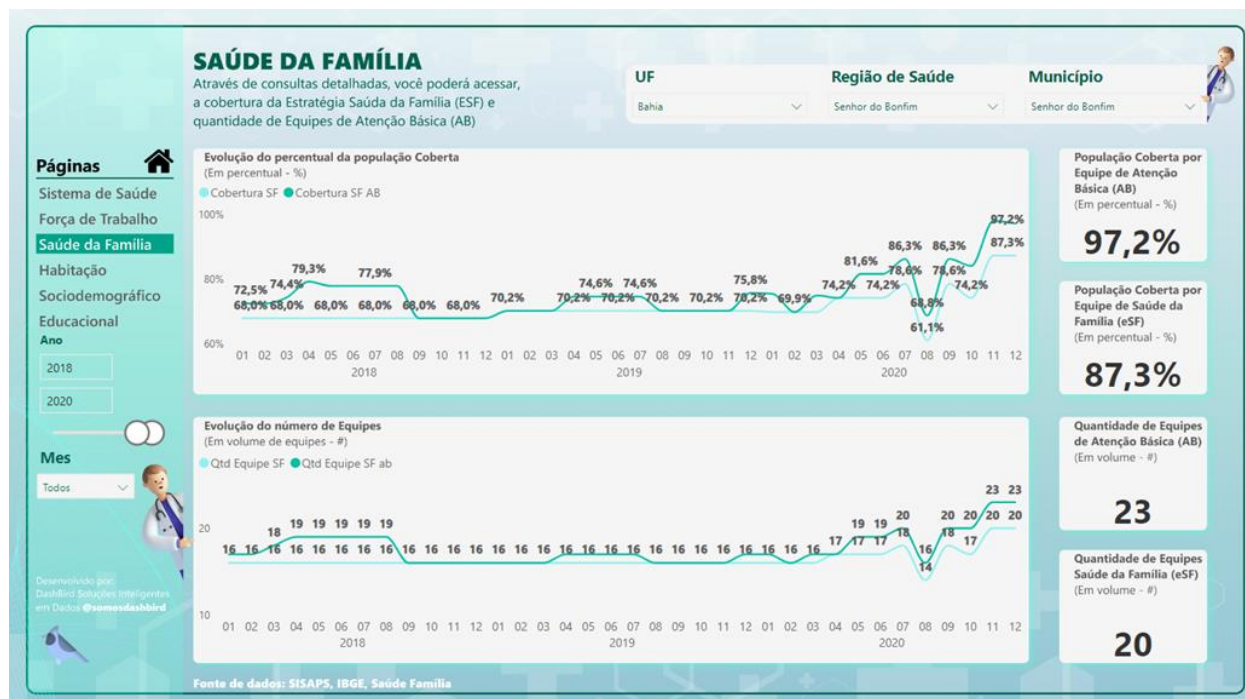 SAÚDE DA FAMÍLIA
Através de consultas detalhadas, você poderá acessar,
a cobertura da Estratégia Saúda da Família (ESF) e
quantidade de Equipes de Atenção Básica (AB)
UF
Bahia
Região de Saúde
Senhor do Bonfim
Município
Senhor do Bonfim
Páginas
Sistema de Saúde
Força de Trabalho
Saúde da Família
Habitação
Sociodemográfico
Educacional
Ano
2018
2020
Mes
Todos
Desenvolvido por:
DashBird Soluções Inteligentes
em Dados @somosdashbird
Evolução do percentual da população Coberta
(Em percentual - %)
Cobertura SF Cobertura SF AB
100%
97,2%
86,3% 86,3% 87,3%
81,6%
79,3% 77,9% 74,6% 74,6% 75,8% 78,6% 78,6%
80%
72,5% 74,4% 74,2% 74,2% 74,2%
70,2% 70,2% 70,2% 70,2% 70,2% 70,2% 69,9%
68,0% 68,0% 68,0% 68,0% 68,0% 68,0% 68,8%
61,1%
60%
01 02 03 04 05 06 07 08 09 10 11 12 01 02 03 04 05 06 07 08 09 10 11 12 01 02 03 04 05 06 07 08 09 10 11 12
2018 2019 2020
Evolução do número de Equipes
(Em volume de equipes - #)
Qtd Equipe SF Qtd Equipe SF ab
23 23
18 19 19 19 19 19 17 19 19 20 20 20 20 20
20
16 16 16 16 16 16 16 16 16 16 16 16 16 16 16 16 16 16 16 16 16 16 16 16 16 16 16 17 17 18 16 18 17
14
10
01 02 03 04 05 06 07 08 09 10 11 12 01 02 03 04 05 06 07 08 09 10 11 12 01 02 03 04 05 06 07 08 09 10 11 12
2018 2019 2020
População Coberta por
Equipe de Atenção
Básica (AB)
(Em percentual - %)
97,2%
População Coberta por
Equipe de Saúde da
Família (eSF)
(Em percentual - %)
87,3%
Quantidade de Equipes
de Atenção Básica (AB)
(Em volume - #)
23
Quantidade de Equipes
Saúde da Família (eSF)
(Em volume - #)
20
Fonte de dados: SISAPS, IBGE, Saúde Família